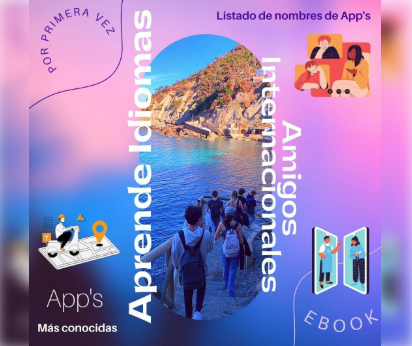 POR PRIMERA VEZ
Listado de nombres de App's
Aprende Idiomas
Amigos
Internacionales
App's
Más conocidas
EBOOK